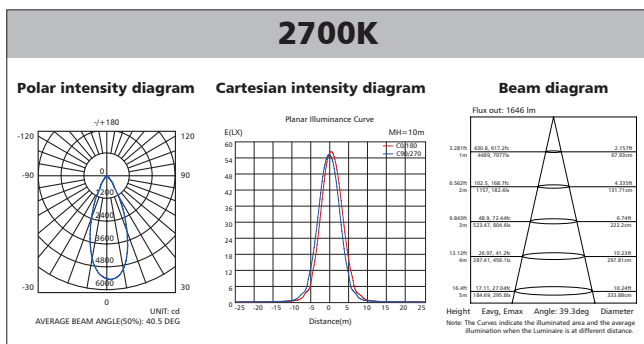 2700K
Polar intensity diagram
Cartesian intensity diagram
Beam diagram
-/+180
-120
120
-90
90
-30
30
0
0
1200
2400
3600
4800
6000
UNIT: cd
AVERAGE BEAM ANGLE(50%): 40.5 DEG
Planar Illuminance Curve
E(LX)
MH=10m
C0/180
C90/270
60
54
48
42
36
30
24
18
12
6
0
-25 -20 -15 -10 -5 0 5 10 15 20 25
Distance(m)
Flux out: 1646 lm
3.281ft 430.8, 617.2fc 2.157ft
1m 4489, 7077lx 67.93cm
6.562ft 102.5, 168.7fc 4.335ft
2m 1157, 182.4lx 131.71cm
9.843ft 48.9, 72.44fc 6.74ft
3m 523.47, 804.6lx 222.2cm
13.12ft 26.97, 41.2fc 10.23ft
4m 287.41, 456.1lx 297.81cm
16.4ft 17.11, 27.04fc 10.24ft
5m 184.69, 295.8lx 333.88cm
Height Eavg, Emax Angle: 39.3deg Diameter
Note: The Curves indicate the illuminated area and the average
illumination when the Luminaire is at different distance.